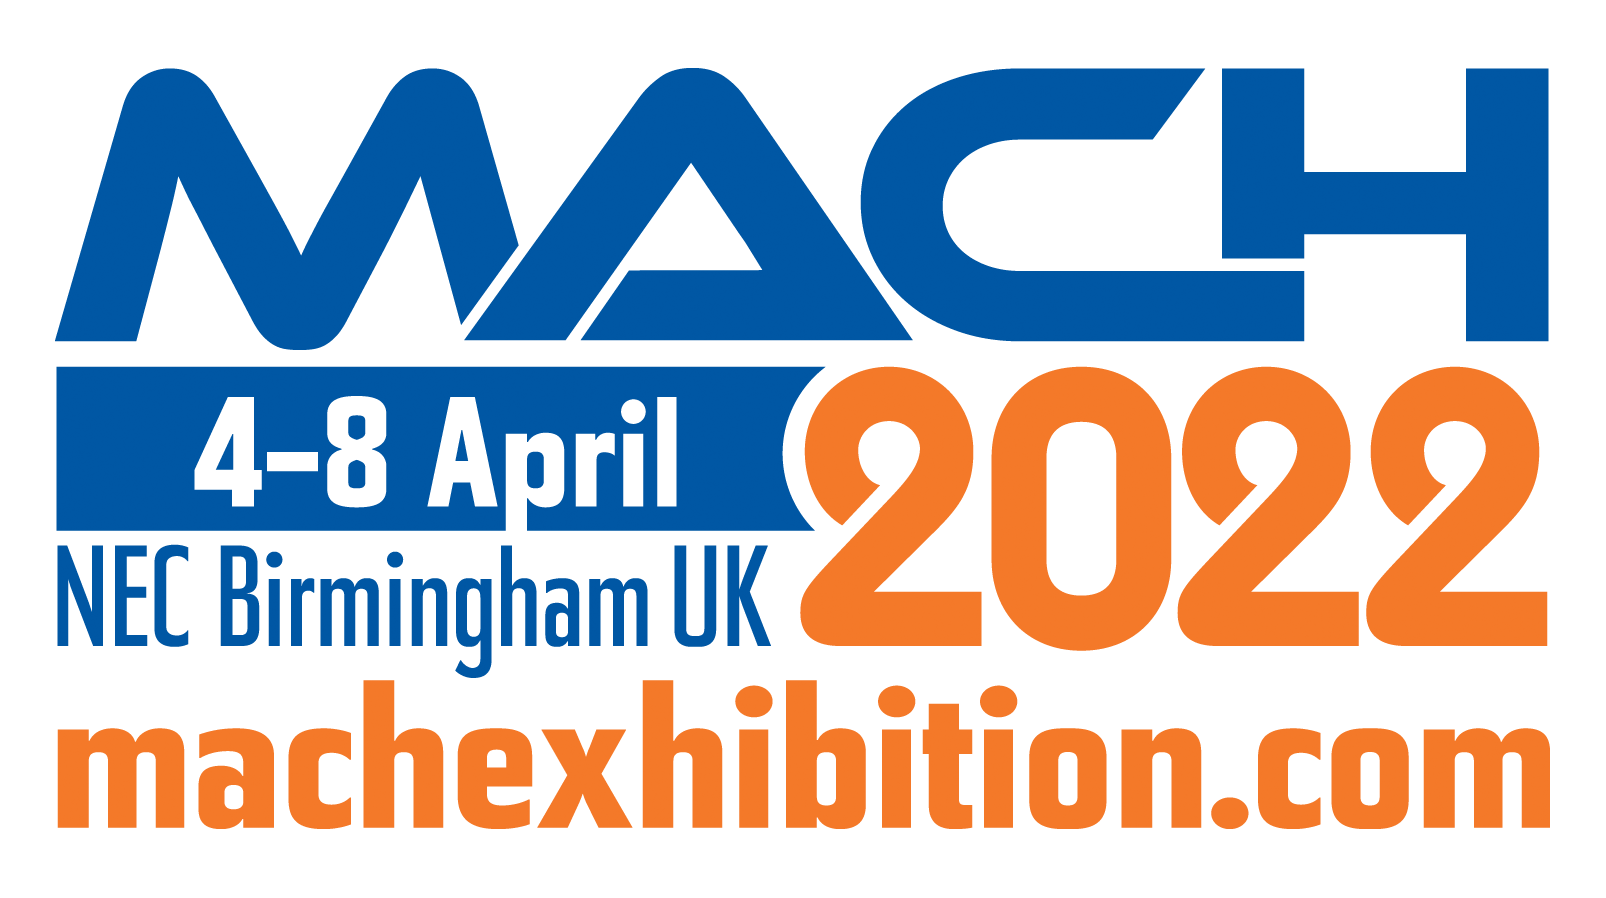 MACH
4–8 April
2022
NEC Birmingham UK
machexhibition.com